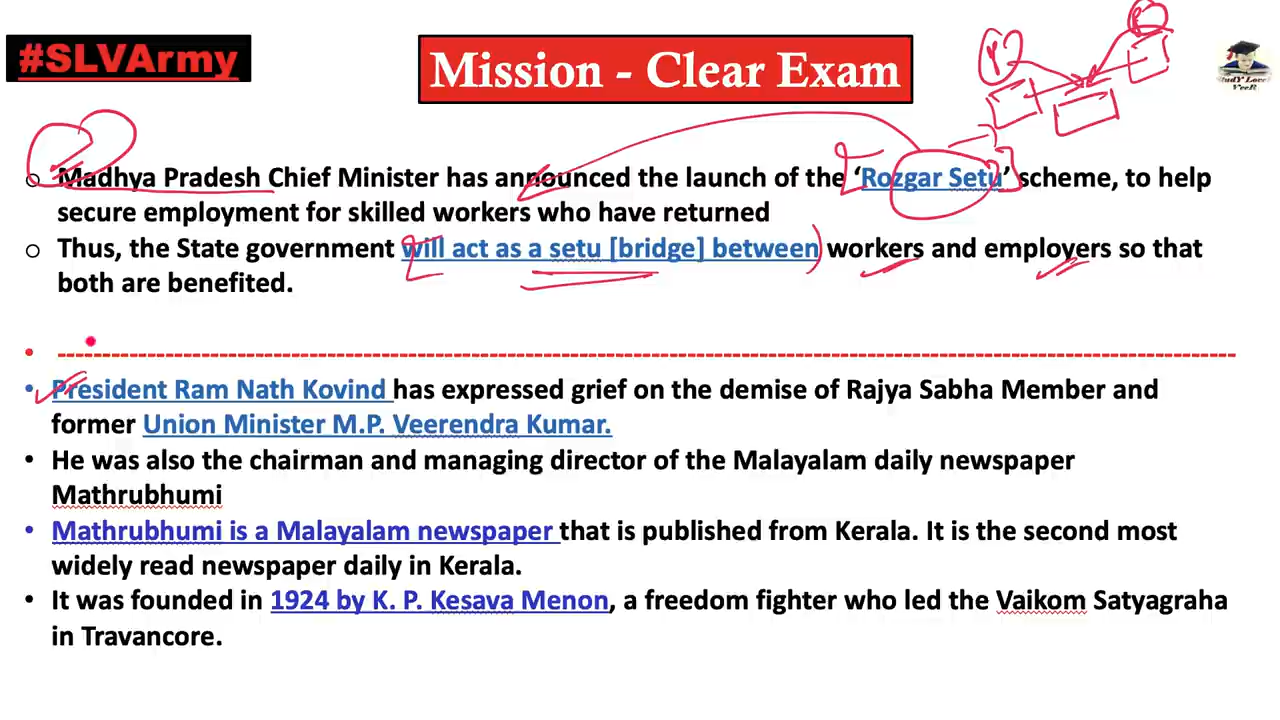 #SLVArmy
Mission - Clear Exam
StudY Lover
VeeR
Madhya Pradesh Chief Minister has announced the launch of the ‘Rozgar Setu’ scheme, to help
secure employment for skilled workers who have returned
Thus, the State government will act as a setu [bridge] between workers and employers so that
both are benefited.
President Ram Nath Kovind has expressed grief on the demise of Rajya Sabha Member and
former Union Minister M.P. Veerendra Kumar.
He was also the chairman and managing director of the Malayalam daily newspaper
Mathrubhumi
Mathrubhumi is a Malayalam newspaper that is published from Kerala. It is the second most
widely read newspaper daily in Kerala.
It was founded in 1924 by K. P. Kesava Menon, a freedom fighter who led the Vaikom Satyagraha
in Travancore.